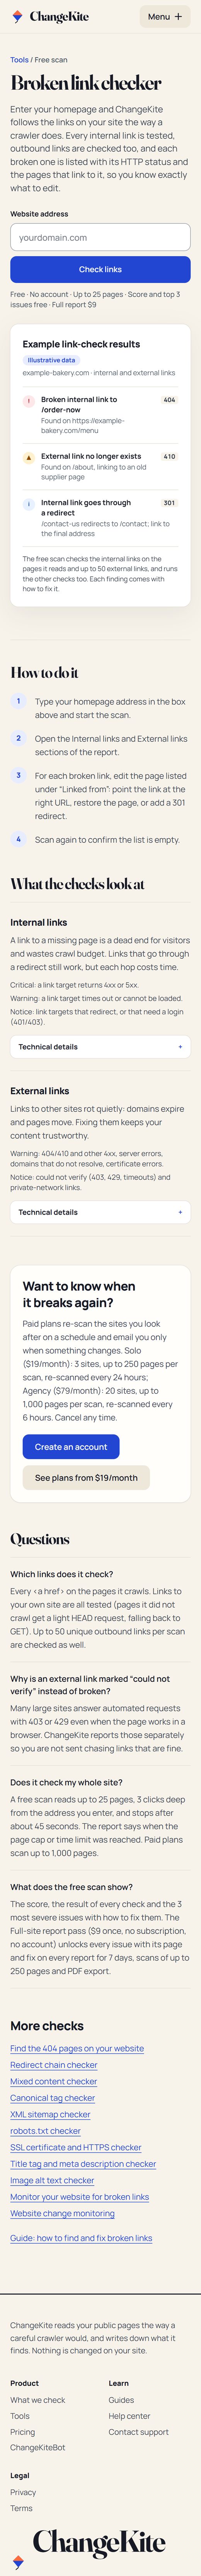 ChangeKite
Menu +
Tools / Free scan
Broken link checker
Enter your homepage and ChangeKite
follows the links on your site the way a
crawler does. Every internal link is tested,
outbound links are checked too, and each
broken one is listed with its HTTP status and
the pages that link to it, so you know exactly
what to edit.
Website address
yourdomain.com
Check links
Free · No account · Up to 25 pages · Score and top 3
issues free · Full report $9
Example link-check results
Illustrative data
example-bakery.com · internal and external links
!
Broken internal link to
/order-now
404
Found on https://example-
bakery.com/menu
▲
External link no longer exists
410
Found on /about, linking to an old
supplier page
i
Internal link goes through
a redirect
301
/contact-us redirects to /contact; link to
the final address
The free scan checks the internal links on the
pages it reads and up to 50 external links, and runs
the other checks too. Each finding comes with
how to fix it.
How to do it
1
Type your homepage address in the box
above and start the scan.
2
Open the Internal links and External links
sections of the report.
3
For each broken link, edit the page listed
under “Linked from”: point the link at the
right URL, restore the page, or add a 301
redirect.
4
Scan again to confirm the list is empty.
What the checks look at
Internal links
A link to a missing page is a dead end for visitors
and wastes crawl budget. Links that go through
a redirect still work, but each hop costs time.
Critical: a link target returns 4xx or 5xx.
Warning: a link target times out or cannot be loaded.
Notice: link targets that redirect, or that need a login
(401/403).
Technical details +
External links
Links to other sites rot quietly: domains expire
and pages move. Fixing them keeps your
content trustworthy.
Warning: 404/410 and other 4xx, server errors,
domains that do not resolve, certificate errors.
Notice: could not verify (403, 429, timeouts) and
private-network links.
Technical details +
Want to know when
it breaks again?
Paid plans re-scan the sites you look
after on a schedule and email you only
when something changes. Solo
($19/month): 3 sites, up to 250 pages per
scan, re-scanned every 24 hours;
Agency ($79/month): 20 sites, up to
1,000 pages per scan, re-scanned every
6 hours. Cancel any time.
Create an account
See plans from $19/month
Questions
Which links does it check?
Every <a href> on the pages it crawls. Links to
your own site are all tested (pages it did not
crawl get a light HEAD request, falling back to
GET). Up to 50 unique outbound links per scan
are checked as well.
Why is an external link marked “could not
verify” instead of broken?
Many large sites answer automated requests
with 403 or 429 even when the page works in a
browser. ChangeKite reports those separately
so you are not sent chasing links that are fine.
Does it check my whole site?
A free scan reads up to 25 pages, 3 clicks deep
from the address you enter, and stops after
about 45 seconds. The report says when the
page cap or time limit was reached. Paid plans
scan up to 1,000 pages.
What does the free scan show?
The score, the result of every check and the 3
most severe issues with how to fix them. The
Full-site report pass ($9 once, no subscription,
no account) unlocks every issue with its page
and fix on every report for 7 days, scans of up to
250 pages and PDF export.
More checks
Find the 404 pages on your website
Redirect chain checker
Mixed content checker
Canonical tag checker
XML sitemap checker
robots.txt checker
SSL certificate and HTTPS checker
Title tag and meta description checker
Image alt text checker
Monitor your website for broken links
Website change monitoring
Guide: how to find and fix broken links
ChangeKite reads your public pages the way a
careful crawler would, and writes down what it
finds. Nothing is changed on your site.
Product
What we check
Tools
Pricing
ChangeKiteBot
Learn
Guides
Help center
Contact support
Legal
Privacy
Terms
ChangeKite